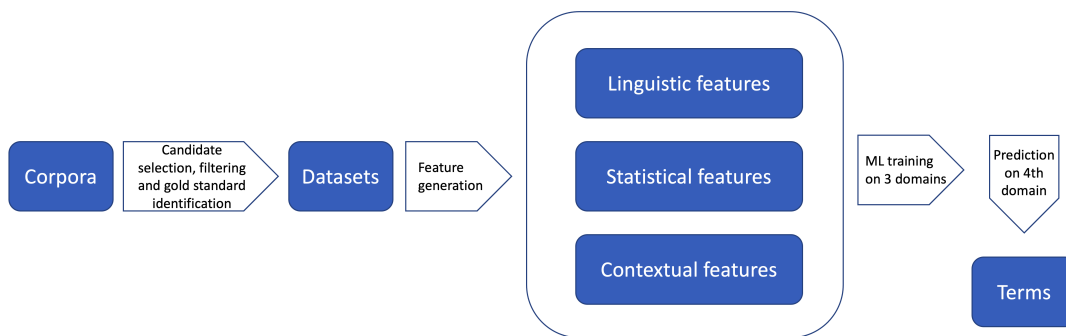 Corpora
Candidate
selection, filtering
and gold standard
identification
Datasets
Feature
generation
Linguistic features
Statistical features
Contextual features
ML training
on 3 domains
Prediction
on 4th
domain
Terms